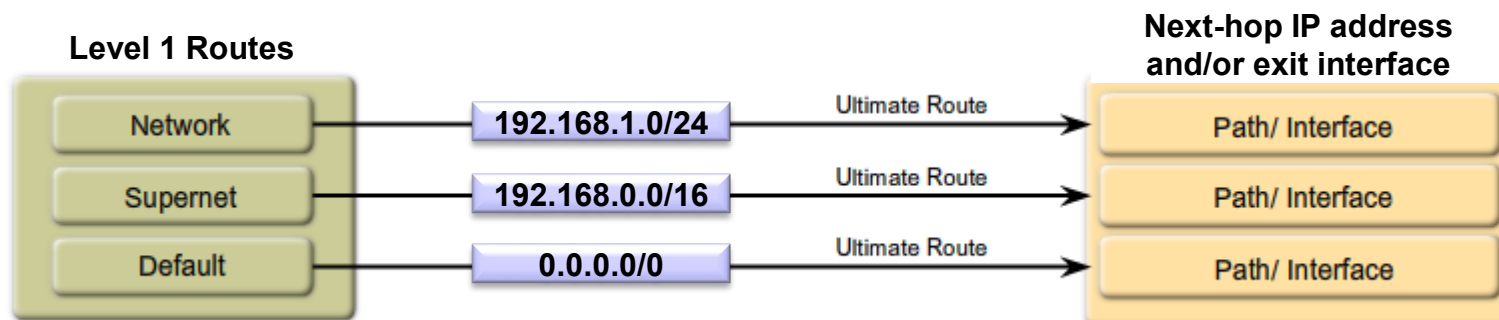 Level 1 Routes
Next-hop IP address
and/or exit interface
Network
192.168.1.0/24
Ultimate Route
Path/ Interface
Supernet
192.168.0.0/16
Ultimate Route
Path/ Interface
Default
0.0.0.0/0
Ultimate Route
Path/ Interface